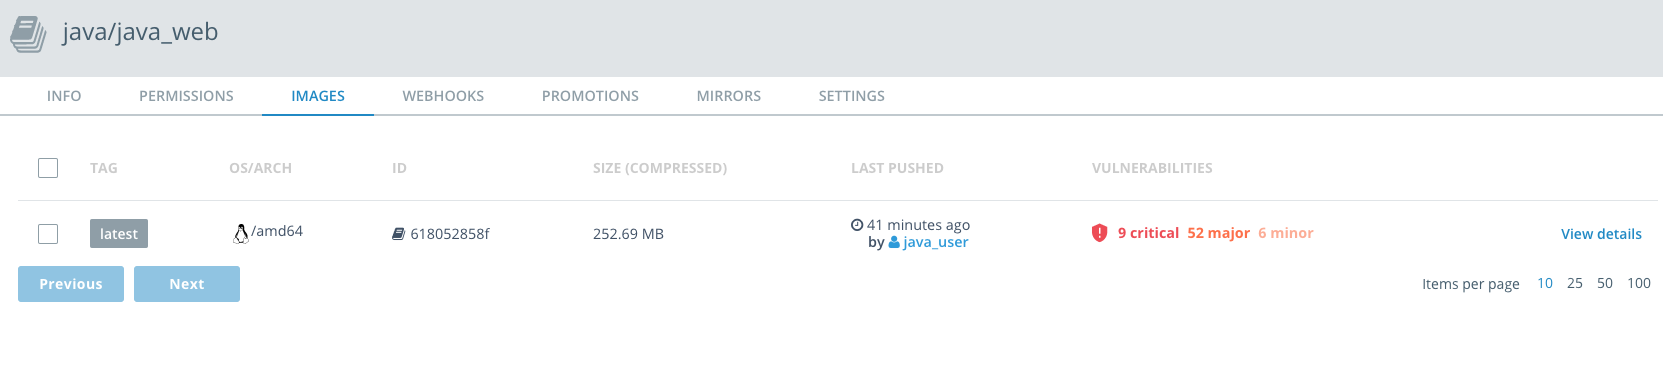 java/java_web
INFO PERMISSIONS IMAGES WEBHOOKS PROMOTIONS MIRRORS SETTINGS
TAG OS/ARCH ID SIZE (COMPRESSED) LAST PUSHED VULNERABILITIES
latest /amd64 618052858f 252.69 MB 41 minutes ago 9 critical 52 major 6 minor View details
by java_user
Previous Next Items per page 10 25 50 100